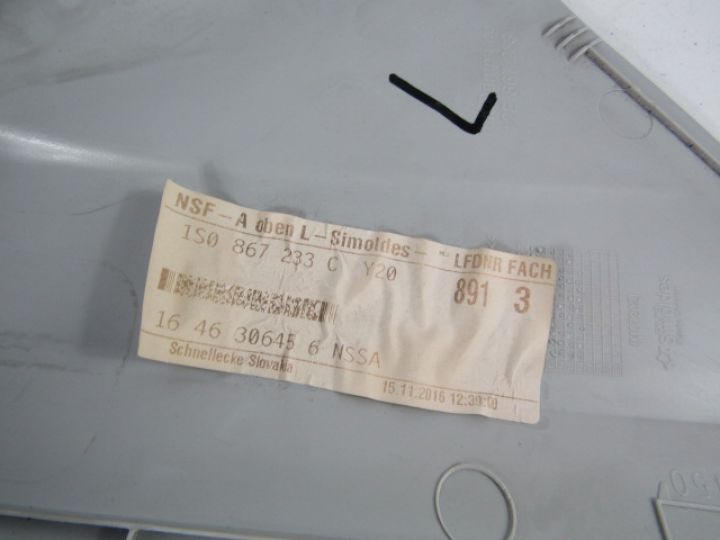 L
NSF-A oben L-Simoldes- LFDNR FACH
1S0 867 233 C Y20
891 3
16 46 30645 6 NSSA
Schnellecke Slovakia
15.11.2016 12:39:00